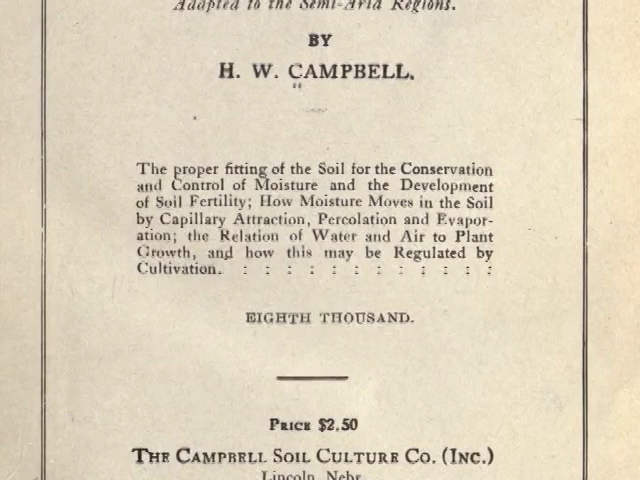 Adapted to the Semi-Arid Regions.
BY
H. W. CAMPBELL.
The proper fitting of the Soil for the Conservation
and Control of Moisture and the Development
of Soil Fertility; How Moisture Moves in the Soil
by Capillary Attraction, Percolation and Evapor-
ation; the Relation of Water and Air to Plant
Growth, and how this may be Regulated by
Cultivation. : : : : : : : : : : : :
EIGHTH THOUSAND.
PRICE $2.50
THE CAMPBELL SOIL CULTURE CO. (INC.)
Lincoln, Nebr.